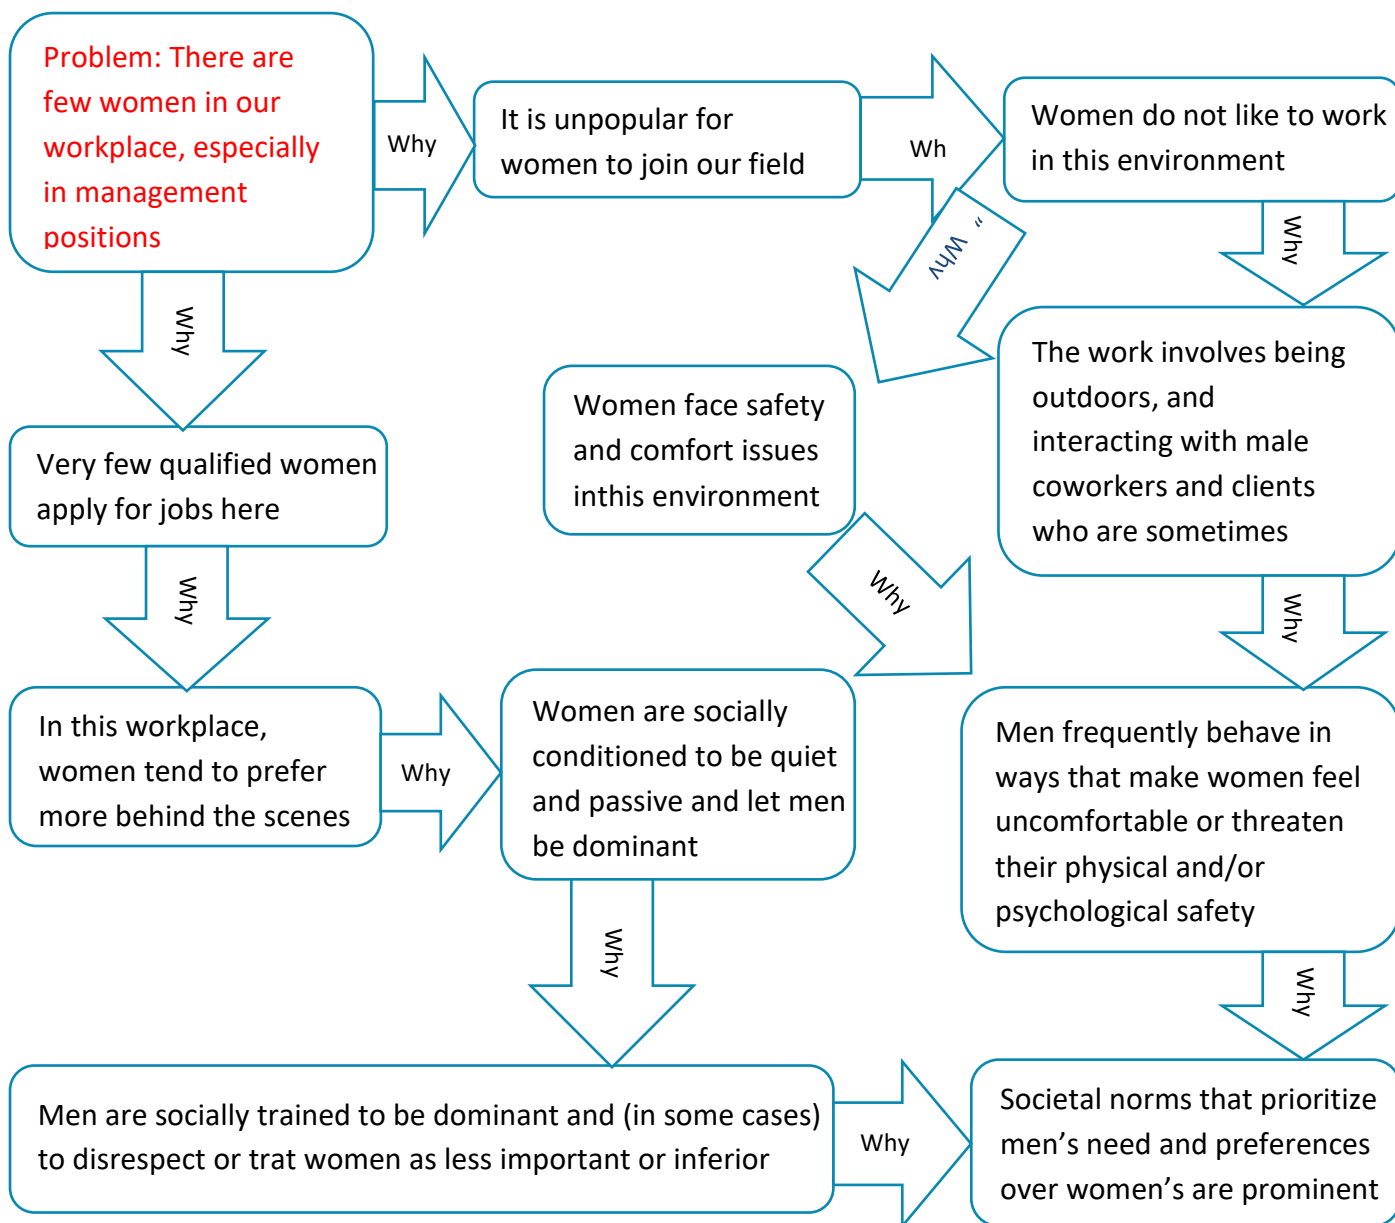 Problem: There are
few women in our
workplace, especially
in management
positions
Why
It is unpopular for
women to join our field
Wh
Women do not like to work
in this environment
Why
" Why
Why
The work involves being
outdoors, and
interacting with male
coworkers and clients
who are sometimes
Women face safety
and comfort issues
inthis environment
Very few qualified women
apply for jobs here
Why
Why
Why
In this workplace,
women tend to prefer
more behind the scenes
Why
Women are socially
conditioned to be quiet
and passive and let men
be dominant
Men frequently behave in
ways that make women feel
uncomfortable or threaten
their physical and/or
psychological safety
Why
Why
Men are socially trained to be dominant and (in some cases)
to disrespect or trat women as less important or inferior
Why
Societal norms that prioritize
men’s need and preferences
over women’s are prominent